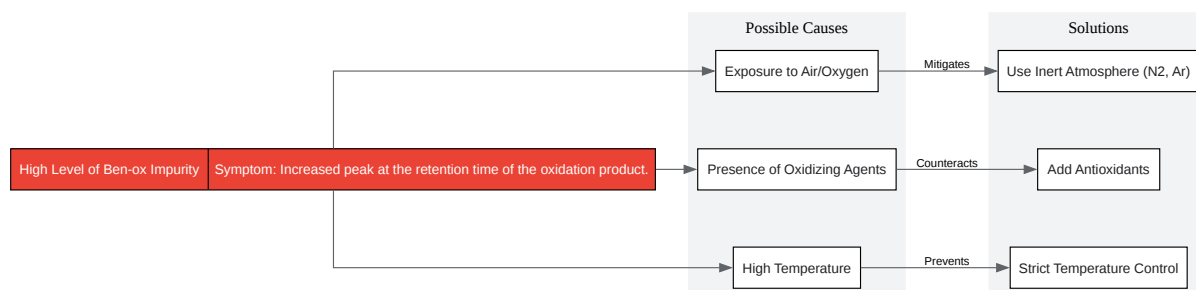 Possible Causes
Solutions
Exposure to Air/Oxygen
Mitigates
Use Inert Atmosphere (N2, Ar)
High Level of Ben-ox Impurity
Symptom: Increased peak at the retention time of the oxidation product.
Presence of Oxidizing Agents
Counteracts
Add Antioxidants
High Temperature
Prevents
Strict Temperature Control